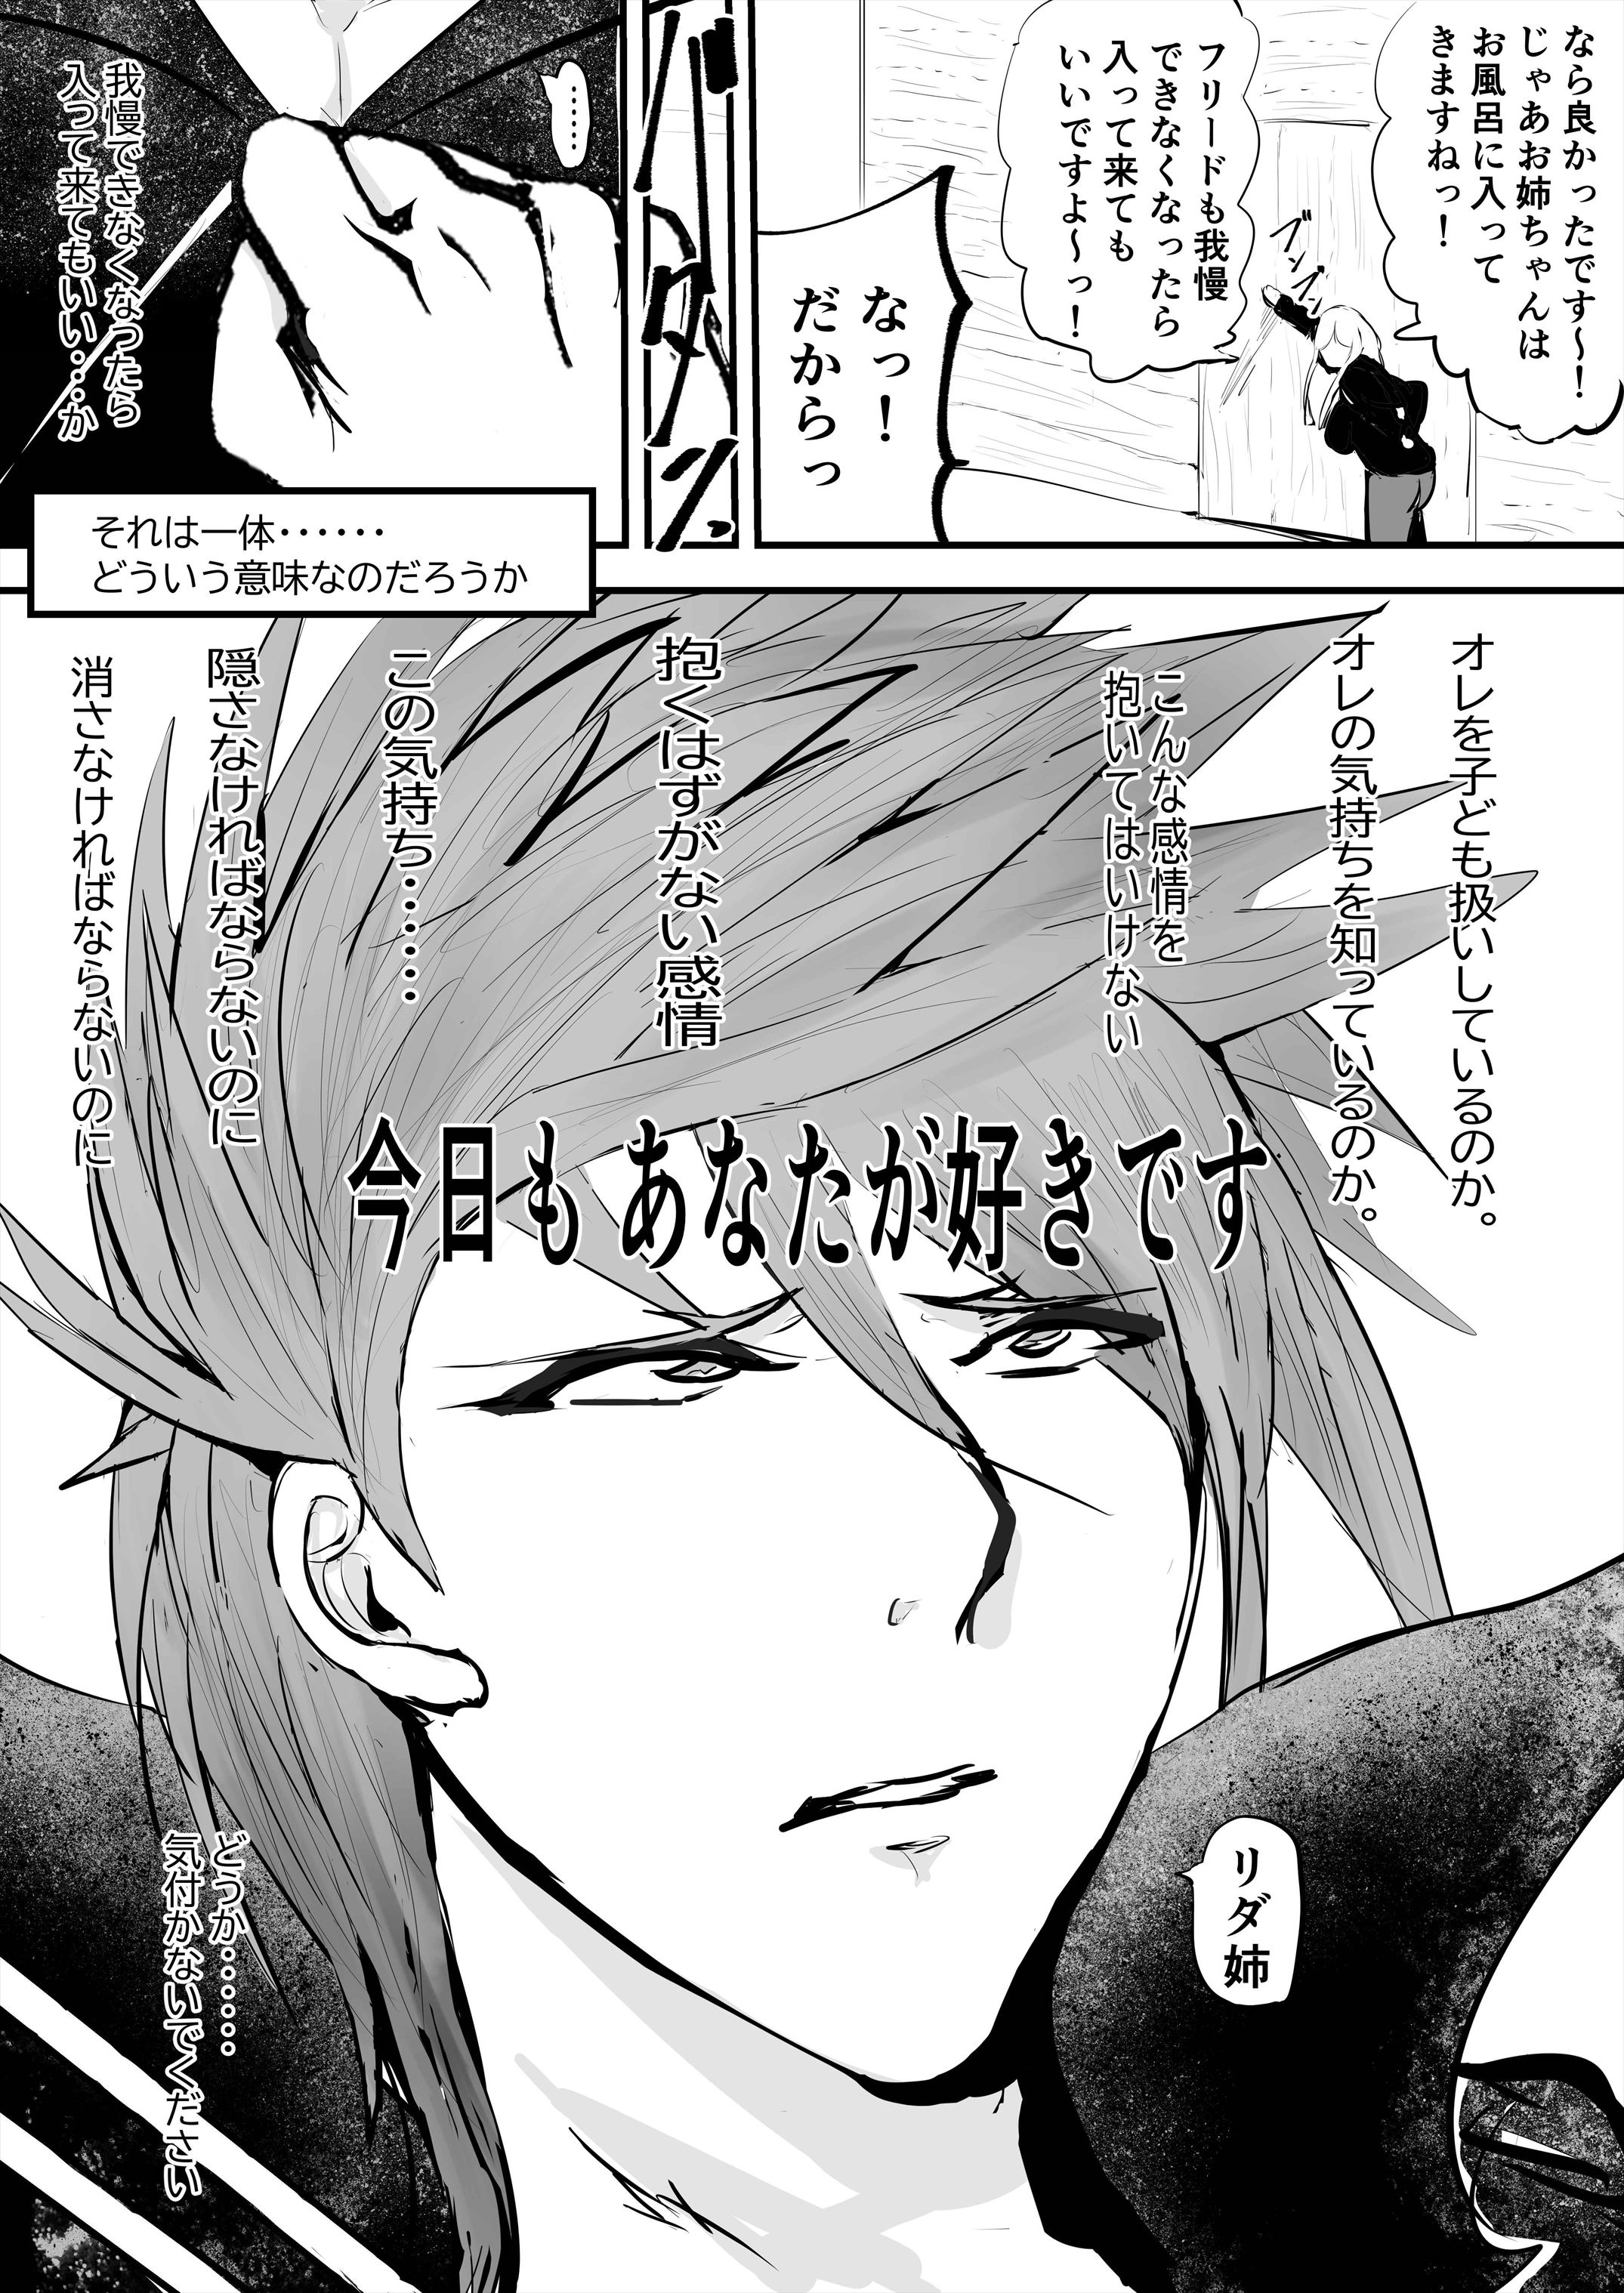 なら良かったです〜！
じゃあお姉ちゃんは
お風呂に入って
きますねっ！
ブンブン
フリードも我慢
できなくなったら
入って来ても
いいですよ〜っ！
なっ！
だからっ
バタン
⋯⋯
我慢できなくなったら
入って来てもいい⋯か
それは一体⋯⋯
どういう意味なのだろうか
オレを子ども扱いしているのか。
オレの気持ちを知っているのか。
こんな感情を
抱いてはいけない
抱くはずがない感情
この気持ち⋯⋯
隠さなければならないのに
消さなければならないのに
今日も あなたが好きです
リダ姉
どうか⋯⋯
気付かないでください